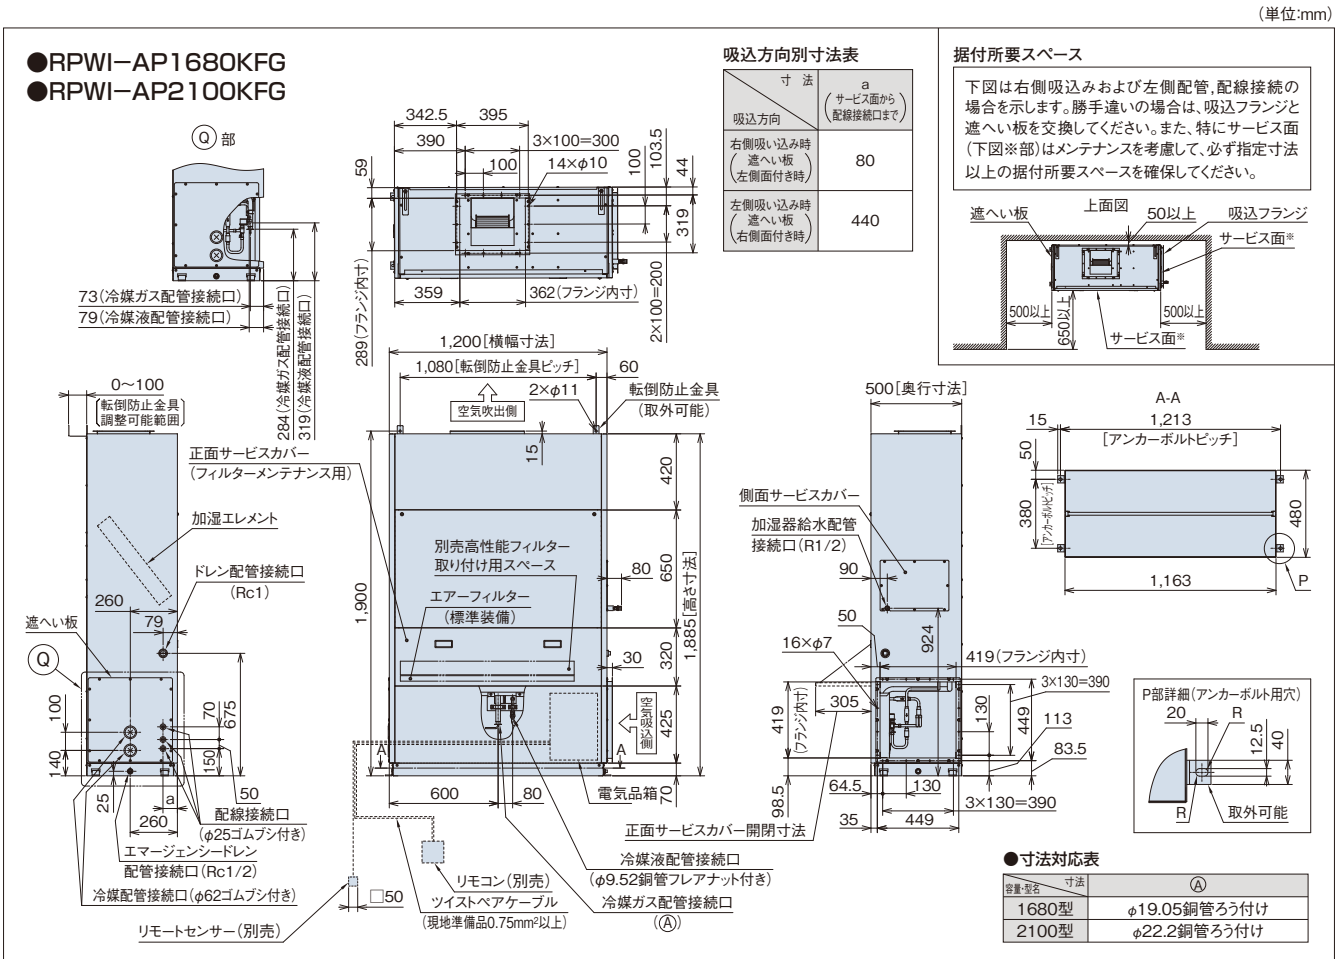 （単位:mm）
●RPWI－AP1680KFG
●RPWI－AP2100KFG
Ⓠ 部
73（冷媒ガス配管接続口）
79（冷媒液配管接続口）
284（冷媒ガス配管接続口）
319（冷媒液配管接続口）
342.5
395
390
3×100=300
100
14×φ10
59
100
103.5
44
319
359
362（フランジ内寸）
289（フランジ内寸）
2×100=200
吸込方向別寸法表
寸　法
吸込方向
a
（サービス面から
配線接続口まで）
右側吸い込み時
（遮へい板
左側面付き時）
80
左側吸い込み時
（遮へい板
右側面付き時）
440
据付所要スペース
下図は右側吸込みおよび左側配管,配線接続の
場合を示します。勝手違いの場合は、吸込フランジと
遮へい板を交換してください。また、特にサービス面
（下図※部）はメンテナンスを考慮して、必ず指定寸法
以上の据付所要スペースを確保してください。
上面図
遮へい板
50以上
吸込フランジ
サービス面※
500以上
650以上
500以上
サービス面※
0〜100
［転倒防止金具
調整可能範囲］
加湿エレメント
ドレン配管接続口
（Rc1）
260
79
遮へい板
Ⓠ
100
140
70
675
150
25
a
50
260
配線接続口
（φ25ゴムブシ付き）
エマージェンシードレン
配管接続口（Rc1/2）
冷媒配管接続口（φ62ゴムブシ付き）
1,200［横幅寸法］
1,080［転倒防止金具ピッチ］
60
空気吹出側
2×φ11
転倒防止金具
（取外可能）
正面サービスカバー
（フィルターメンテナンス用）
15
420
650
320
425
70
1,900
1,885［高さ寸法］
別売高性能フィルター
取り付け用スペース
エアーフィルター
（標準装備）
80
30
空気吸込側
A
A
600
80
電気品箱
冷媒液配管接続口
（φ9.52銅管フレアナット付き）
冷媒ガス配管接続口
（Ⓐ）
リモコン（別売）
ツイストペアケーブル
（現地準備品0.75mm²以上）
□50
リモートセンサー（別売）
500［奥行寸法］
側面サービスカバー
加湿器給水配管
接続口（R1/2）
90
50
924
16×φ7
419（フランジ内寸）
3×130=390
305
419
（フランジ内寸）
130
449
113
83.5
98.5
64.5
130
3×130=390
35
449
正面サービスカバー開閉寸法
A-A
15
1,213
［アンカーボルトピッチ］
50
380
［アンカーボルトピッチ］
480
1,163
P
P部詳細（アンカーボルト用穴）
20
R
12.5
40
R
取外可能
●寸法対応表
容量・型名
寸法
Ⓐ
1680型
φ19.05銅管ろう付け
2100型
φ22.2銅管ろう付け